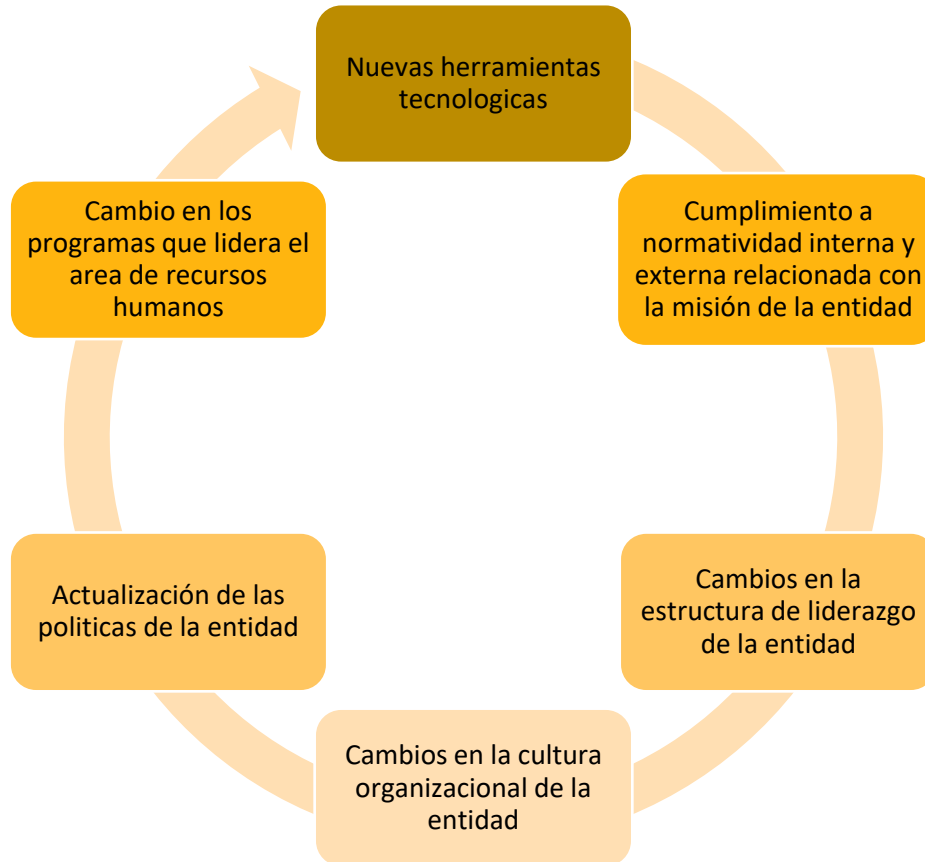 Nuevas herramientas
tecnologicas
Cumplimiento a
normatividad interna y
externa relacionada con
la misión de la entidad
Cambios en la
estructura de liderazgo
de la entidad
Cambios en la cultura
organizacional de la
entidad
Actualización de las
politicas de la entidad
Cambio en los
programas que lidera el
area de recursos
humanos